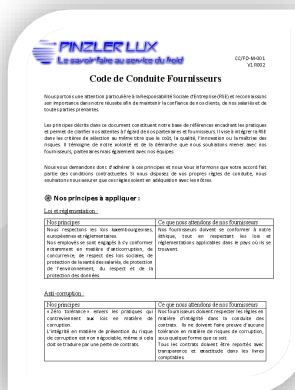 PINZLER LUX
Le savoir faire au service du froid
CC/FO-M-001
V1 R002
Code de Conduite Fournisseurs
Nous portons une attention particulière à la Responsabilité Sociale d'Entreprise (RSE) et reconnaissons
son importance dans notre réussite afin de maintenir la confiance de nos clients, de nos salariés et de
toutes parties prenantes.
Les principes décrits dans ce document constituent notre base de références encadrant les pratiques
et permet de clarifier nos attentes à l'égard de nos partenaires et fournisseurs. Il vise à intégrer la RSE
dans les critères de sélection au même titre que le coût, la qualité, l'innovation ou la maîtrise des
risques. Il témoigne de notre volonté et de la démarche que nous souhaitons mener avec nos
fournisseurs, partenaires mais également avec nos équipes.
Nous vous demandons donc d'adhérer à ces principes et nous vous informons que votre accord fait
partie des conditions contractuelles. Si vous disposez de vos propres règles de conduite, nous
souhaitons nous assurer que ces règles soient en adéquation avec les nôtres.
Nos principes à appliquer :
Loi et réglementation :
Nos principes
Ce que nous attendons de nos fournisseurs
Nous respectons les lois luxembourgeoises,
européennes et réglementaires.
Nos employés se sont engagés à s'y conformer
notamment en matière d'anticorruption, de
concurrence, de respect des lois sociales, de
protection de la santé des salariés, de protection
de l'environnement, du respect et de la
protection des données
Nos fournisseurs doivent se conformer à notre
éthique, tout en respectant les lois et
réglementations applicables dans le pays où ils se
trouvent.
Anti-corruption :
Nos principes
Ce que nous attendons de nos fournisseurs
« Zéro tolérance » envers les pratiques qui
contreviennent aux lois en matière de
corruption.
L'intégrité en matière de prévention du risque
de corruption est non négociable, même si cela
doit se traduire par une perte de contrats.
Nos fournisseurs doivent respecter les règles en
matière d'intégrité dans la conduite des
contrats. Ils ne doivent faire preuve d'aucune
tolérance en matière de risques de corruption,
sous quelque forme que ce soit.
Tous les contrats doivent être reportés avec
transparence et exactitude dans les livres
comptables.